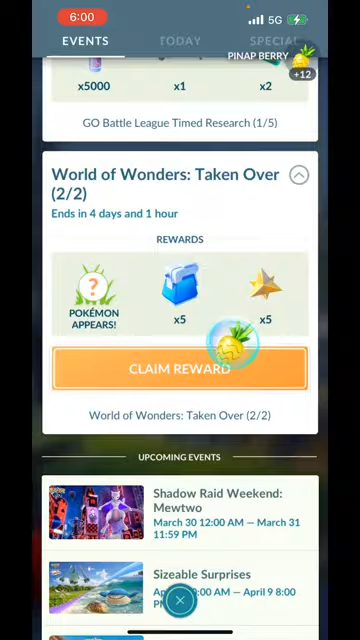 6:00
5G
EVENTS
TODAY
SPECIAL
PINAP BERRY
+12
x5000
x1
x2
GO Battle League Timed Research (1/5)
World of Wonders: Taken Over
(2/2)
Ends in 4 days and 1 hour
REWARDS
?
POKÉMON
APPEARS!
x5
x5
CLAIM REWARD
World of Wonders: Taken Over (2/2)
UPCOMING EVENTS
Shadow Raid Weekend:
Mewtwo
March 30 12:00 AM — March 31
11:59 PM
Sizeable Surprises
:00 AM — April 9 8:00